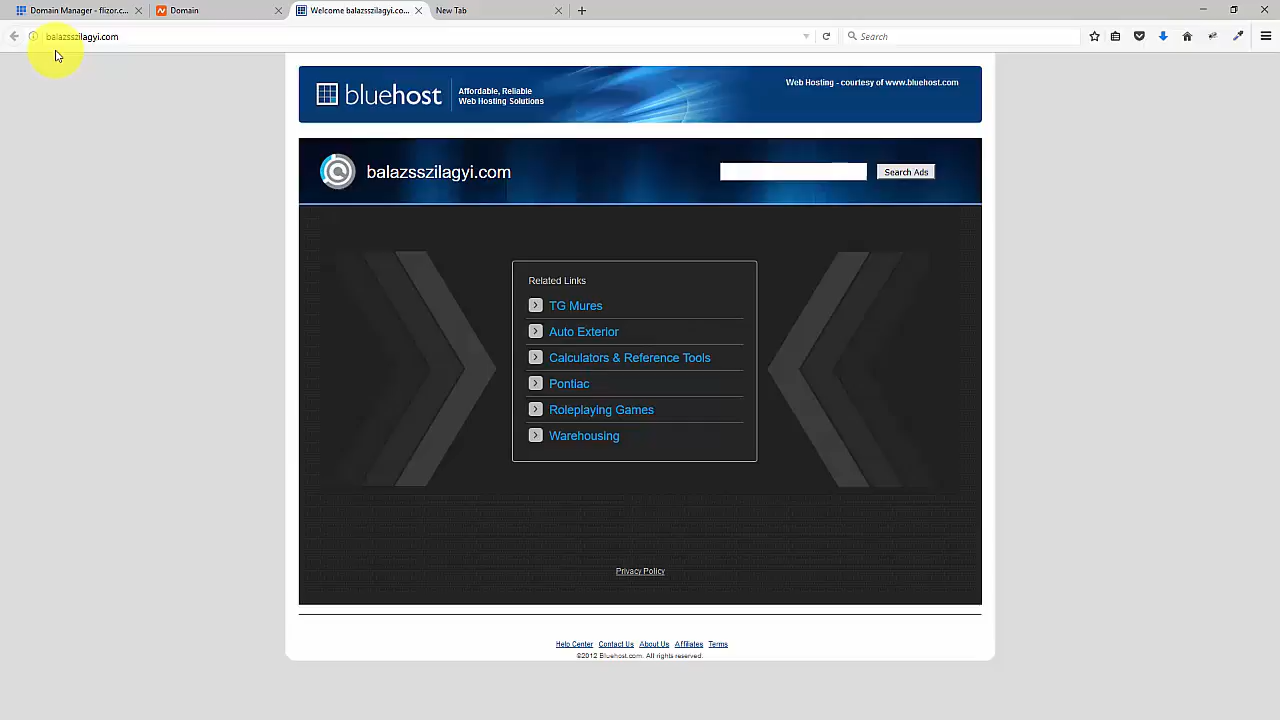 Domain Manager - flizor.c...
Domain
Welcome balazsszilagyi.co...
New Tab
balazsszilagyi.com
Search
bluehost
Affordable, Reliable
Web Hosting Solutions
Web Hosting - courtesy of www.bluehost.com
balazsszilagyi.com
Search Ads
Related Links
TG Mures
Auto Exterior
Calculators & Reference Tools
Pontiac
Roleplaying Games
Warehousing
Privacy Policy
Help Center Contact Us About Us Affiliates Terms
©2012 Bluehost.com. All rights reserved.